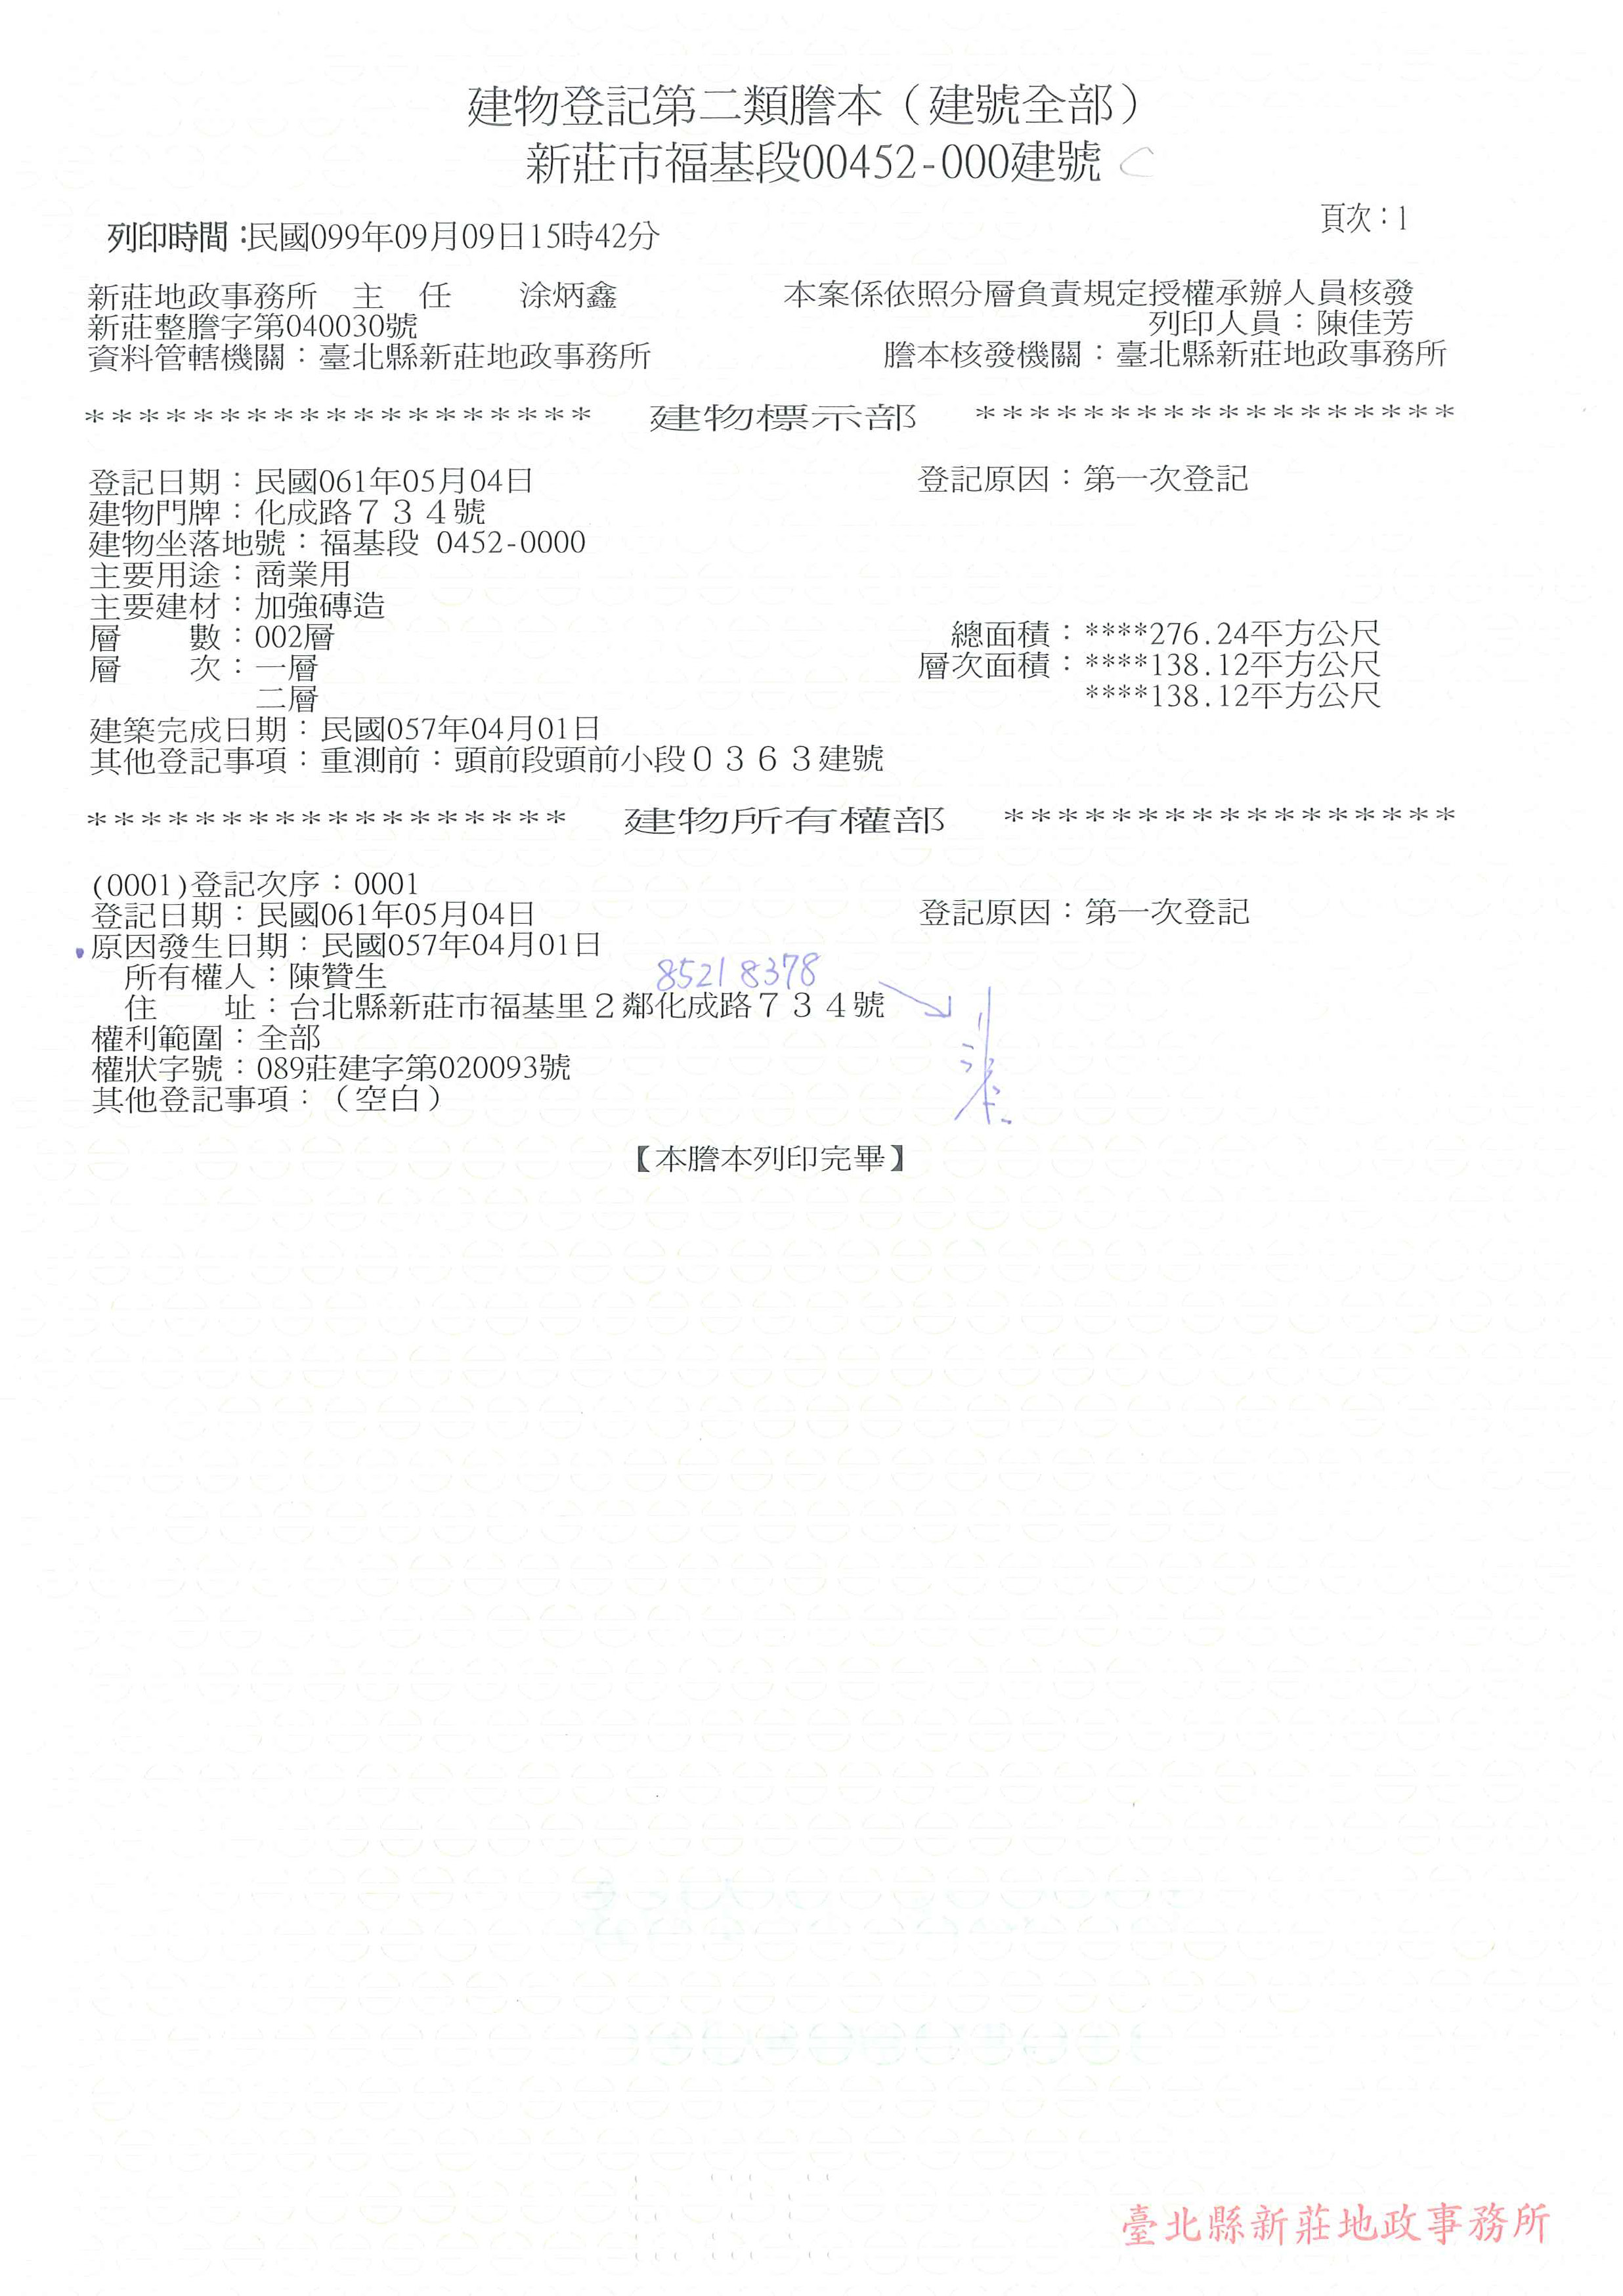 建物登記第二類謄本（建號全部）
新莊市福基段00452-000建號
頁次：1
列印時間：民國099年09月09日15時42分
新莊地政事務所　主　任　　涂炳鑫　　本案係依照分層負責規定授權承辦人員核發
新莊整謄字第040030號　　列印人員：陳佳芳
資料管轄機關：臺北縣新莊地政事務所　　謄本核發機關：臺北縣新莊地政事務所
＊＊＊＊＊＊＊＊＊＊＊＊＊＊＊＊＊＊＊　建物標示部　＊＊＊＊＊＊＊＊＊＊＊＊＊＊＊＊＊＊
登記日期：民國061年05月04日　　登記原因：第一次登記
建物門牌：化成路７３４號
建物坐落地號：福基段 0452-0000
主要用途：商業用
主要建材：加強磚造
層　　數：002層　　總面積：****276.24平方公尺
層　　次：一層　　層次面積：****138.12平方公尺
二層　　****138.12平方公尺
建築完成日期：民國057年04月01日
其他登記事項：重測前：頭前段頭前小段０３６３建號
＊＊＊＊＊＊＊＊＊＊＊＊＊＊＊＊＊＊　建物所有權部　＊＊＊＊＊＊＊＊＊＊＊＊＊＊＊＊＊
(0001)登記次序：0001
登記日期：民國061年05月04日　　登記原因：第一次登記
原因發生日期：民國057年04月01日
所有權人：陳贊生
85218378
住　　址：台北縣新莊市福基里２鄰化成路７３４號
權利範圍：全部
權狀字號：089莊建字第020093號
其他登記事項：（空白）
【本謄本列印完畢】
臺北縣新莊地政事務所